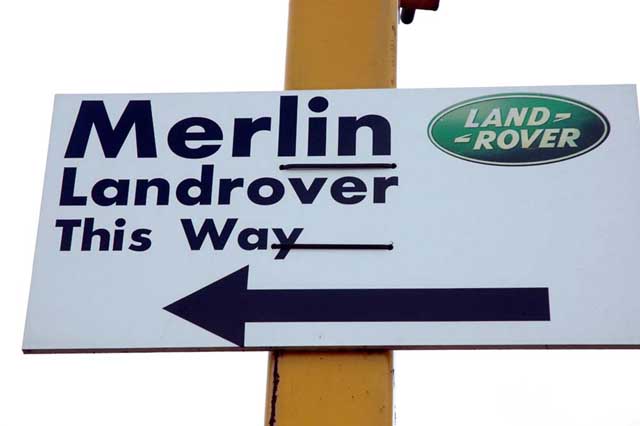 Merlin
Landrover
This Way
LAND-
-ROVER